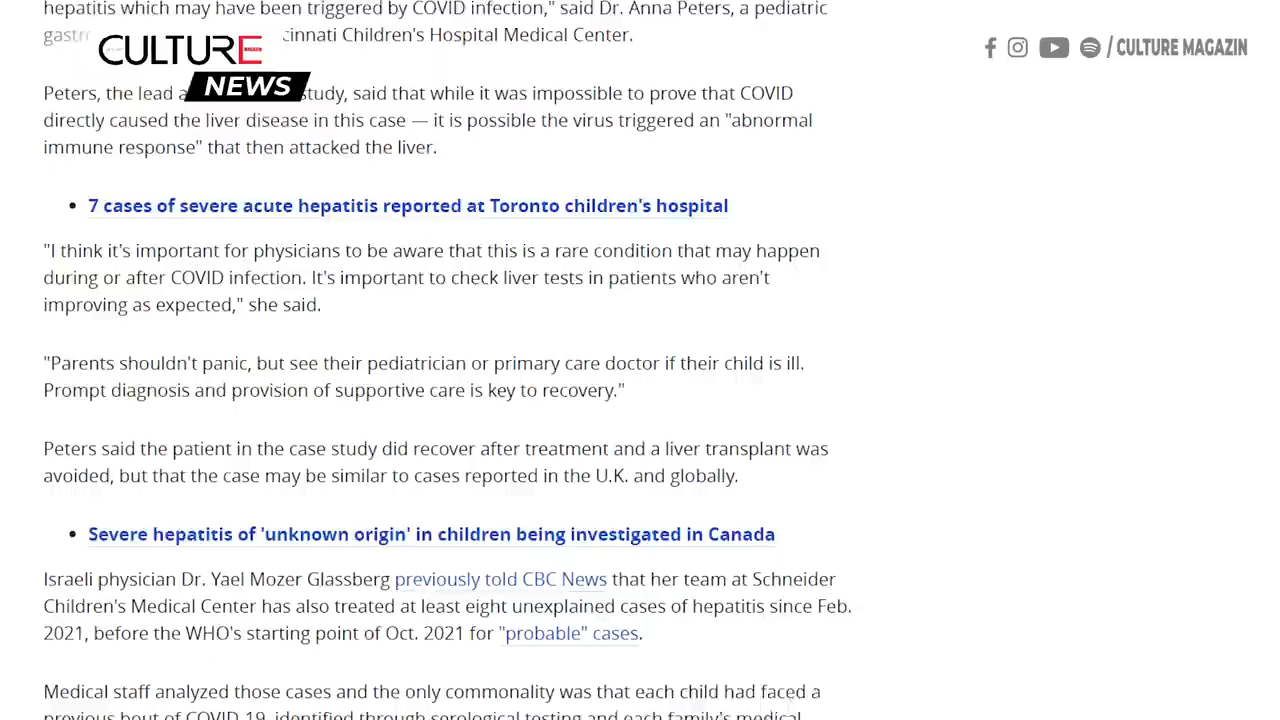 hepatitis which may have been triggered by COVID infection," said Dr. Anna Peters, a pediatric
cinnati Children's Hospital Medical Center.
CULTURE
NEWS
/ CULTURE MAGAZIN
Peters, the lead study, said that while it was impossible to prove that COVID
directly caused the liver disease in this case — it is possible the virus triggered an "abnormal
immune response" that then attacked the liver.
• 7 cases of severe acute hepatitis reported at Toronto children's hospital
"I think it's important for physicians to be aware that this is a rare condition that may happen
during or after COVID infection. It's important to check liver tests in patients who aren't
improving as expected," she said.
"Parents shouldn't panic, but see their pediatrician or primary care doctor if their child is ill.
Prompt diagnosis and provision of supportive care is key to recovery."
Peters said the patient in the case study did recover after treatment and a liver transplant was
avoided, but that the case may be similar to cases reported in the U.K. and globally.
• Severe hepatitis of 'unknown origin' in children being investigated in Canada
Israeli physician Dr. Yael Mozer Glassberg previously told CBC News that her team at Schneider
Children's Medical Center has also treated at least eight unexplained cases of hepatitis since Feb.
2021, before the WHO's starting point of Oct. 2021 for "probable" cases.
Medical staff analyzed those cases and the only commonality was that each child had faced a
previous bout of COVID-19, identified through serological testing and each family's medical